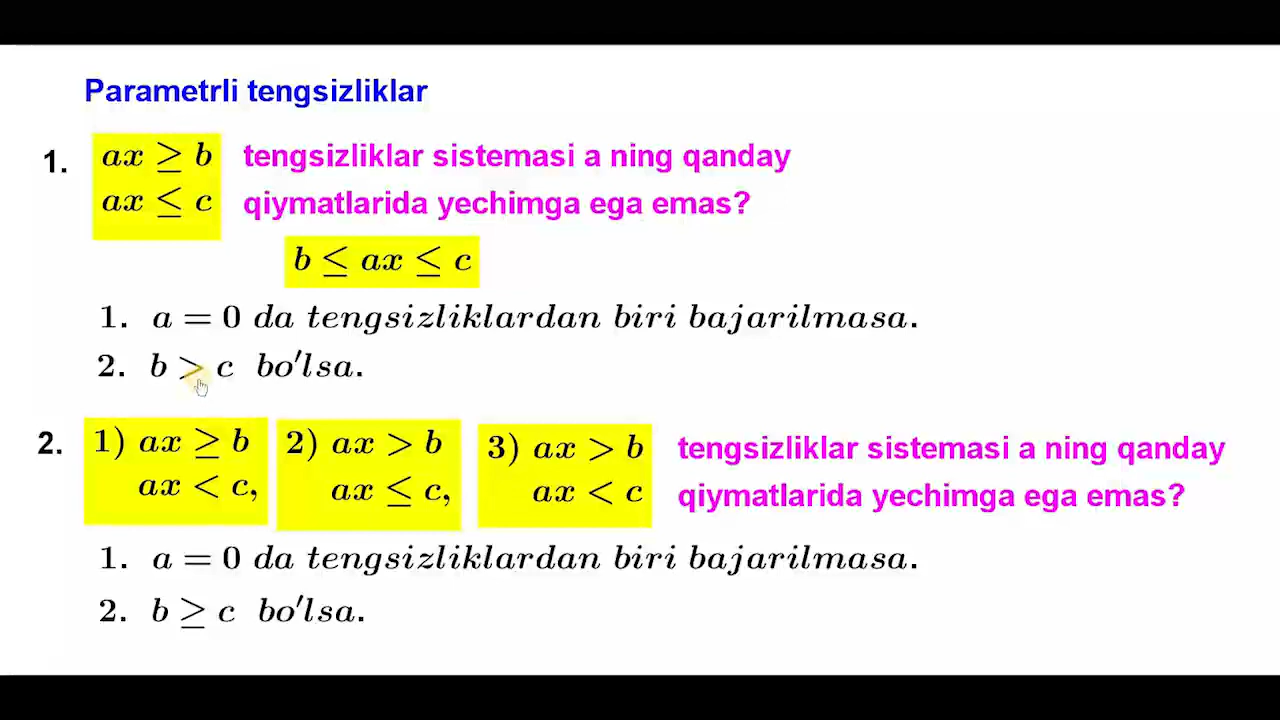 Parametrli tengsizliklar
1. ax ≥ b tengsizliklar sistemasi a ning qanday
ax ≤ c qiymatlarida yechimga ega emas?
b ≤ ax ≤ c
1. a = 0 da tengsizliklardan biri bajarilmasa.
2. b > c bo'lsa.
2. 1) ax ≥ b 2) ax > b 3) ax > b tengsizliklar sistemasi a ning qanday
ax < c, ax ≤ c, ax < c qiymatlarida yechimga ega emas?
1. a = 0 da tengsizliklardan biri bajarilmasa.
2. b ≥ c bo'lsa.